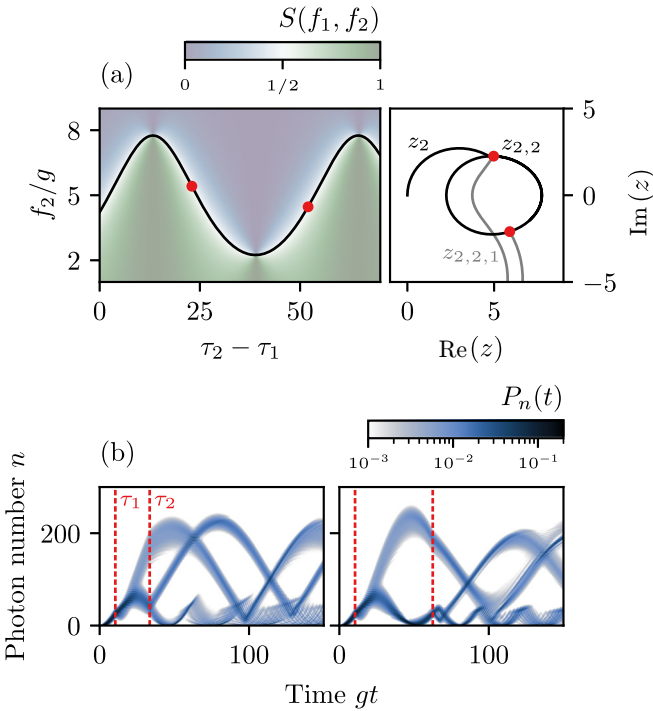 S(f₁, f₂)
0 1/2 1
(a)
8
5
2
f₂/g
0 25 50
τ₂ − τ₁
z₂
z₂,₂
z₂,₂,₁
5
0
−5
Im (z)
0 5
Re (z)
Pₙ(t)
10⁻³ 10⁻² 10⁻¹
(b)
τ₁ τ₂
200
0
Photon number n
0 100 0 100
Time gt